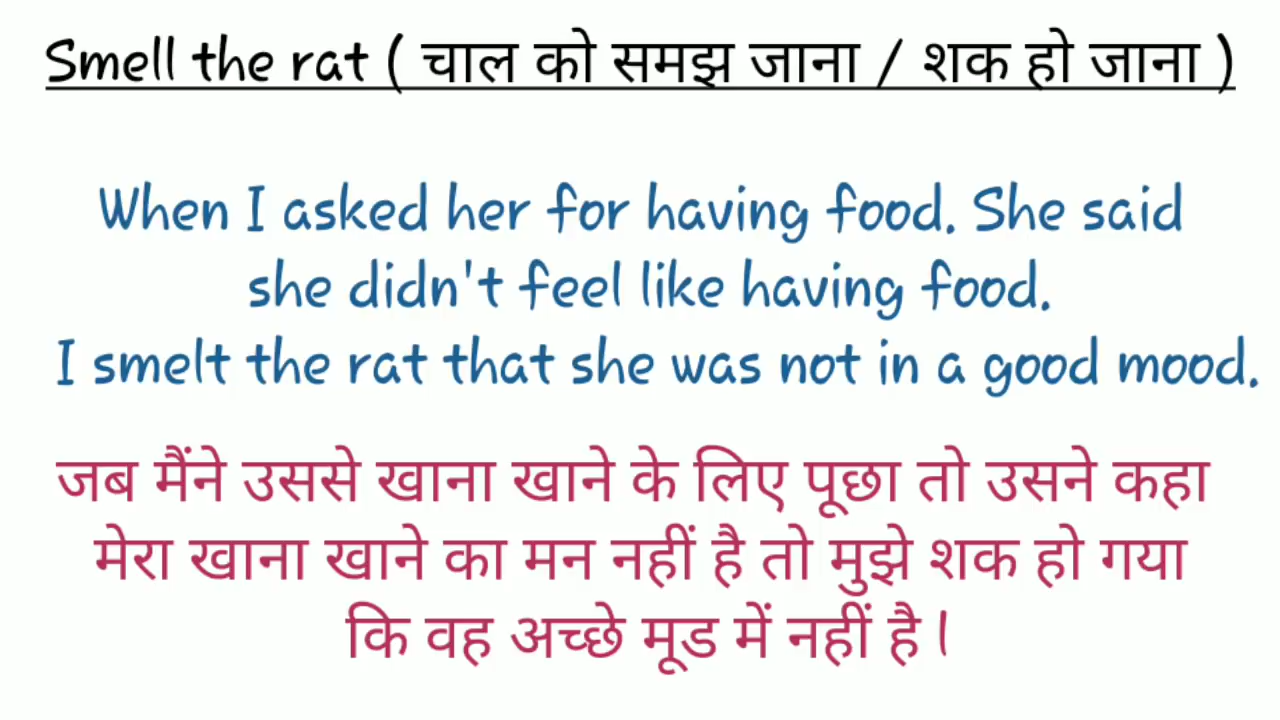 Smell the rat ( चाल को समझ जाना / शक हो जाना )
When I asked her for having food. She said
she didn't feel like having food.
I smelt the rat that she was not in a good mood.
जब मैंने उससे खाना खाने के लिए पूछा तो उसने कहा
मेरा खाना खाने का मन नहीं है तो मुझे शक हो गया
कि वह अच्छे मूड में नहीं है।